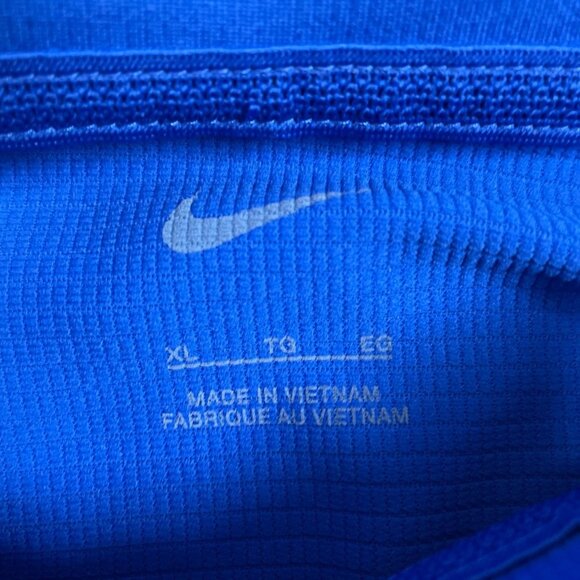 XL TG EG
MADE IN VIETNAM
FABRIQUE AU VIETNAM